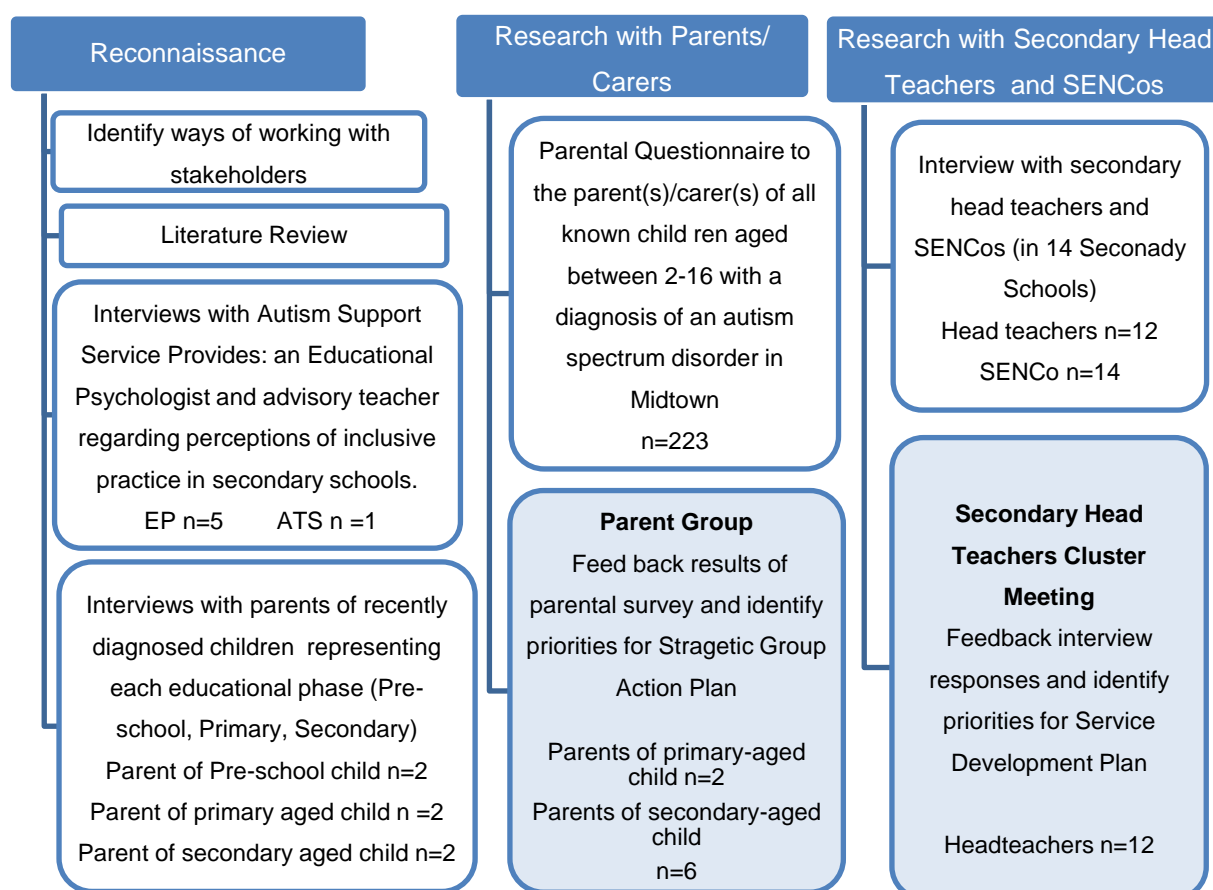 Reconnaissance
Identify ways of working with
stakeholders
Literature Review
Interviews with Autism Support
Service Provides: an Educational
Psychologist and advisory teacher
regarding perceptions of inclusive
practice in secondary schools.
EP n=5 ATS n =1
Interviews with parents of recently
diagnosed children representing
each educational phase (Pre-
school, Primary, Secondary)
Parent of Pre-school child n=2
Parent of primary aged child n =2
Parent of secondary aged child n=2
Research with Parents/
Carers
Parental Questionnaire to
the parent(s)/carer(s) of all
known child ren aged
between 2-16 with a
diagnosis of an autism
spectrum disorder in
Midtown
n=223
Parent Group
Feed back results of
parental survey and identify
priorities for Stragetic Group
Action Plan
Parents of primary-aged
child n=2
Parents of secondary-aged
child
n=6
Research with Secondary Head
Teachers and SENCos
Interview with secondary
head teachers and
SENCos (in 14 Seconady
Schools)
Head teachers n=12
SENCo n=14
Secondary Head
Teachers Cluster
Meeting
Feedback interview
responses and identify
priorities for Service
Development Plan
Headteachers n=12